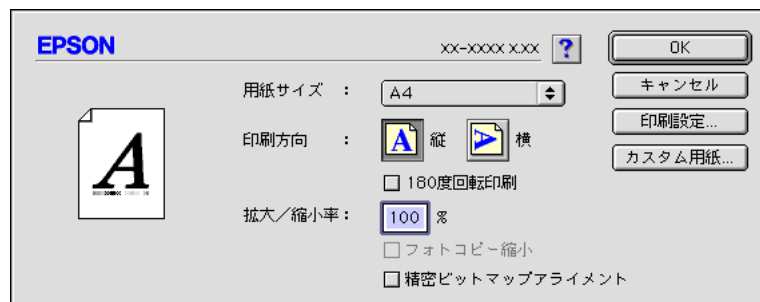 EPSON
xx-xxxx x.xx ?
OK
用紙サイズ : A4
キャンセル
印刷方向 : A 縦 A 横
印刷設定...
カスタム用紙...
180度回転印刷
拡大/縮小率: 100 %
フォトコピー縮小
精密ビットマップアライメント
A